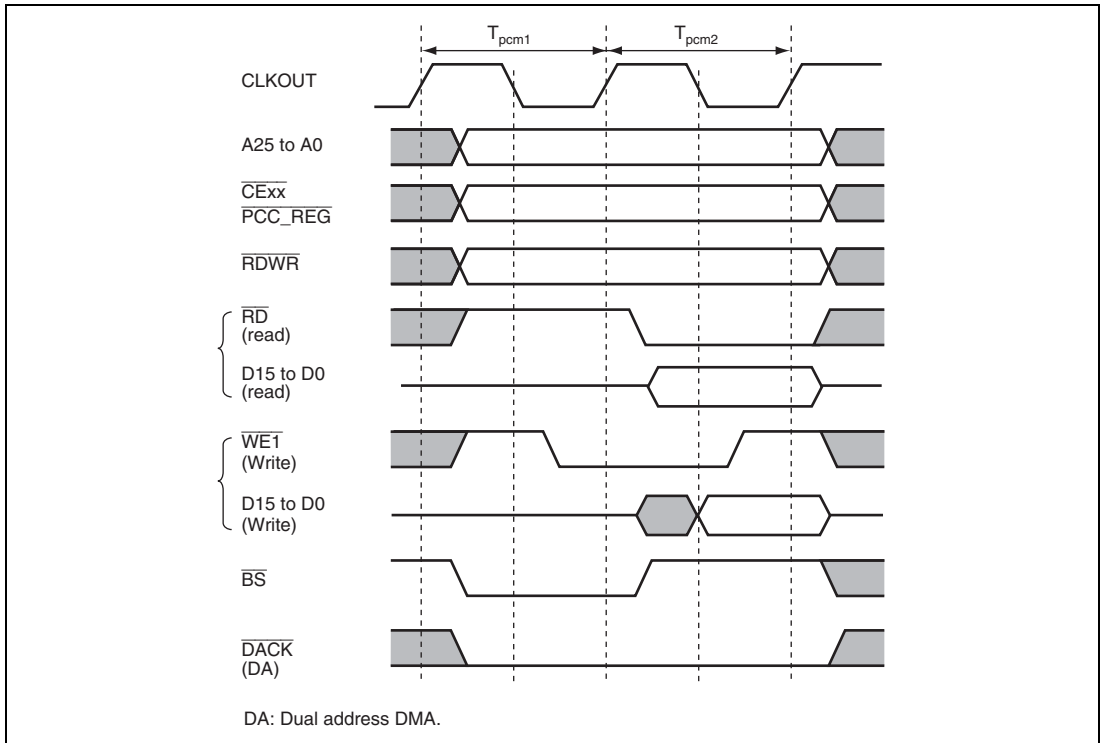 Tpcm1 Tpcm2
CLKOUT
A25 to A0
CExx
PCC_REG
RDWR
RD
(read)
D15 to D0
(read)
WE1
(Write)
D15 to D0
(Write)
BS
DACK
(DA)
DA: Dual address DMA.